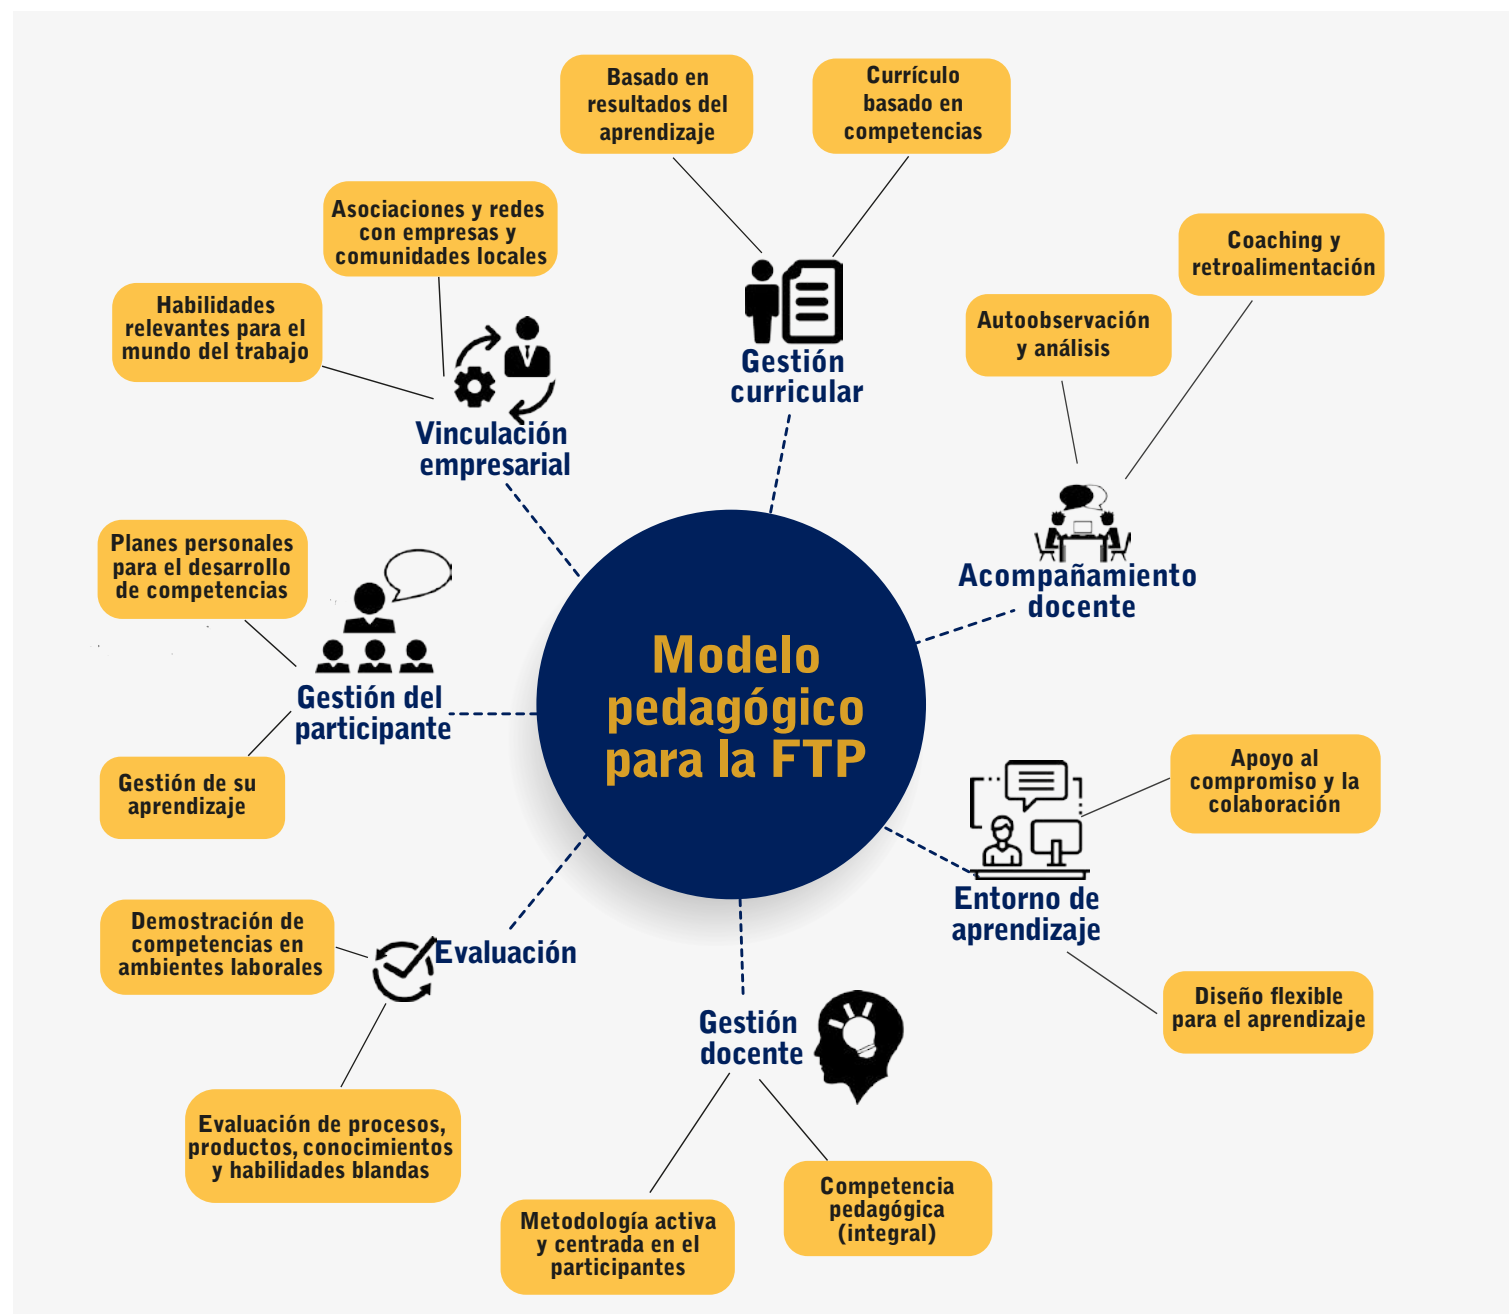 Basado en
resultados del
aprendizaje
Currículo
basado en
competencias
Asociaciones y redes
con empresas y
comunidades locales
Habilidades
relevantes para el
mundo del trabajo
Coaching y
retroalimentación
Autoobservación
y análisis
Gestión
curricular
Vinculación
empresarial
Planes personales
para el desarrollo
de competencias
Acompañamiento
docente
Modelo
pedagógico
para la FTP
Gestión del
participante
Gestión de su
aprendizaje
Apoyo al
compromiso y la
colaboración
Entorno de
aprendizaje
Demostración de
competencias en
ambientes laborales
Evaluación
Diseño flexible
para el aprendizaje
Gestión
docente
Evaluación de procesos,
productos, conocimientos
y habilidades blandas
Competencia
pedagógica
(integral)
Metodología activa
y centrada en el
participantes